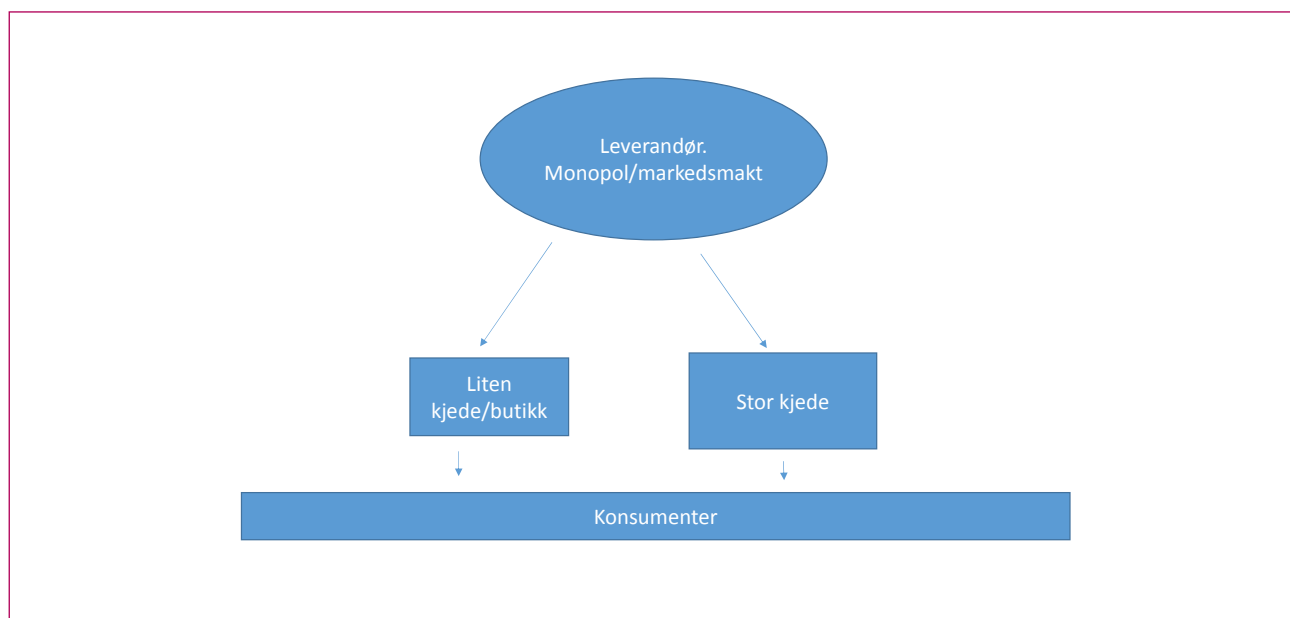 Leverandør.
Monopol/markedsmakt
Liten
kjede/butikk
Stor kjede
Konsumenter